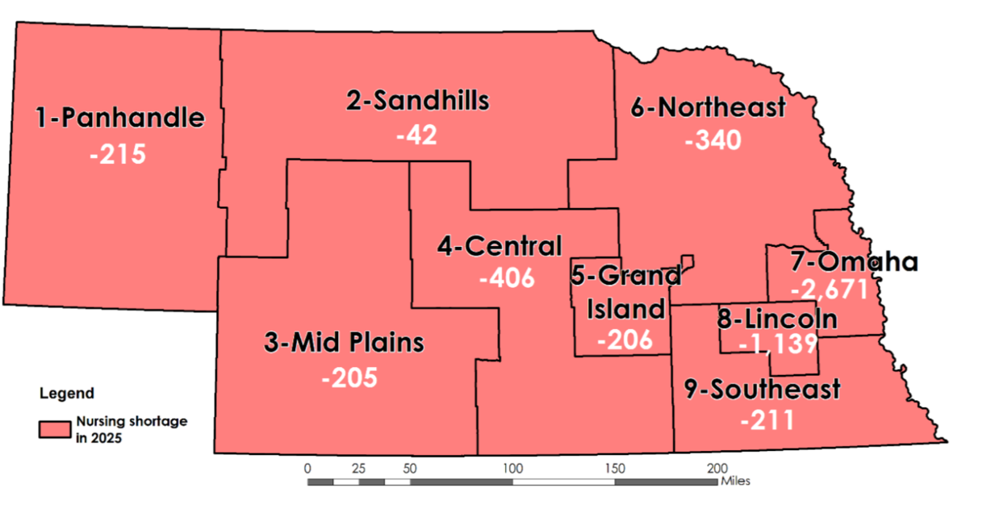 1-Panhandle
-215
2-Sandhills
-42
6-Northeast
-340
4-Central
-406
5-Grand
Island
-206
7-Omaha
-2,671
8-Lincoln
-1,139
3-Mid Plains
-205
9-Southeast
-211
Legend
Nursing shortage
in 2025
0 25 50 100 150 200
Miles